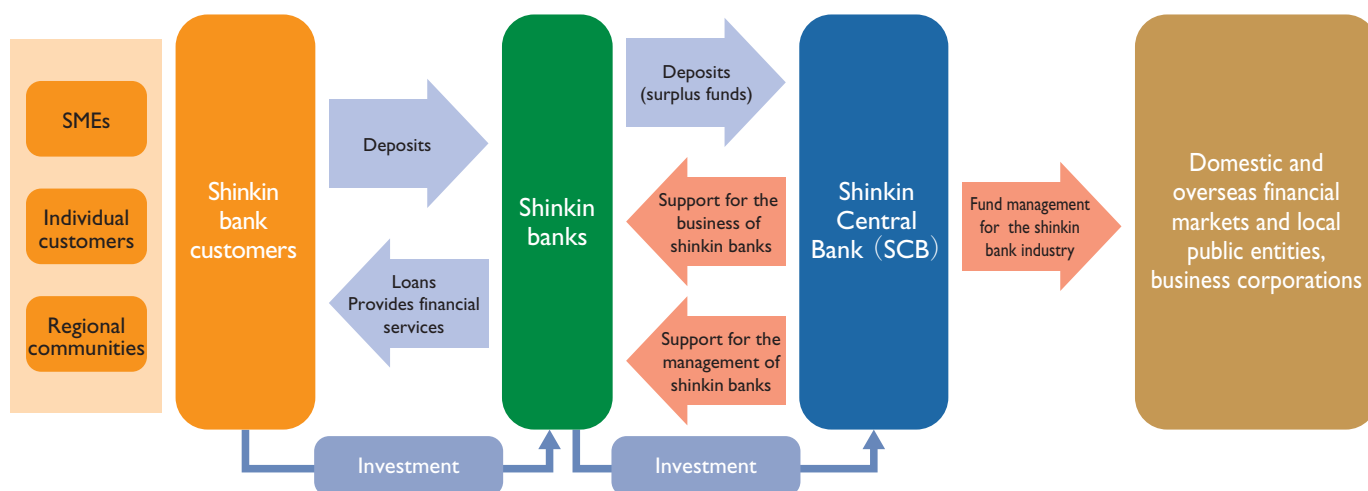 SMEs
Individual
customers
Regional
communities
Shinkin
bank
customers
Deposits
Loans
Provides financial
services
Shinkin
banks
Deposits
(surplus funds)
Support for the
business of
shinkin banks
Support for the
management of
shinkin banks
Shinkin
Central
Bank（SCB）
Fund management
for the shinkin
bank industry
Domestic and
overseas financial
markets and local
public entities,
business corporations
Investment
Investment